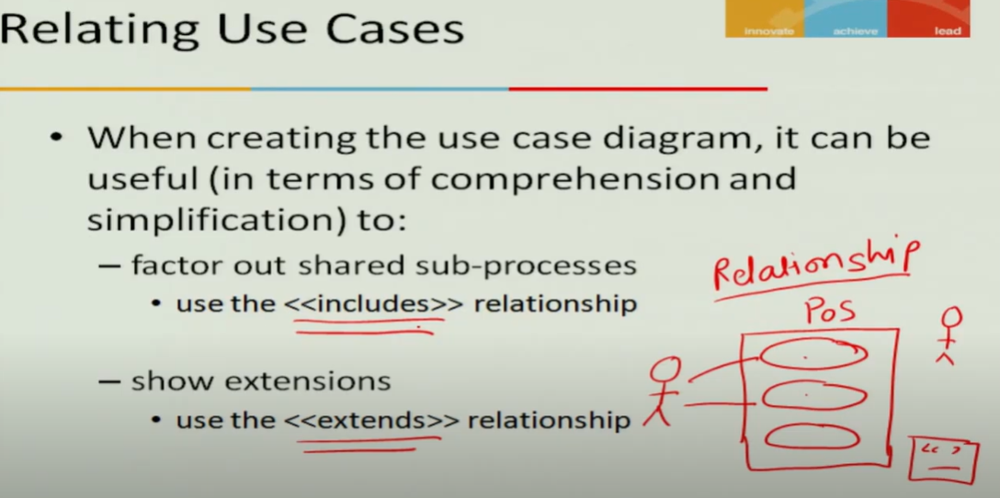 Relating Use Cases
innovate achieve lead
• When creating the use case diagram, it can be
useful (in terms of comprehension and
simplification) to:
– factor out shared sub-processes
• use the <<includes>> relationship
– show extensions
• use the <<extends>> relationship
Relationship
PoS